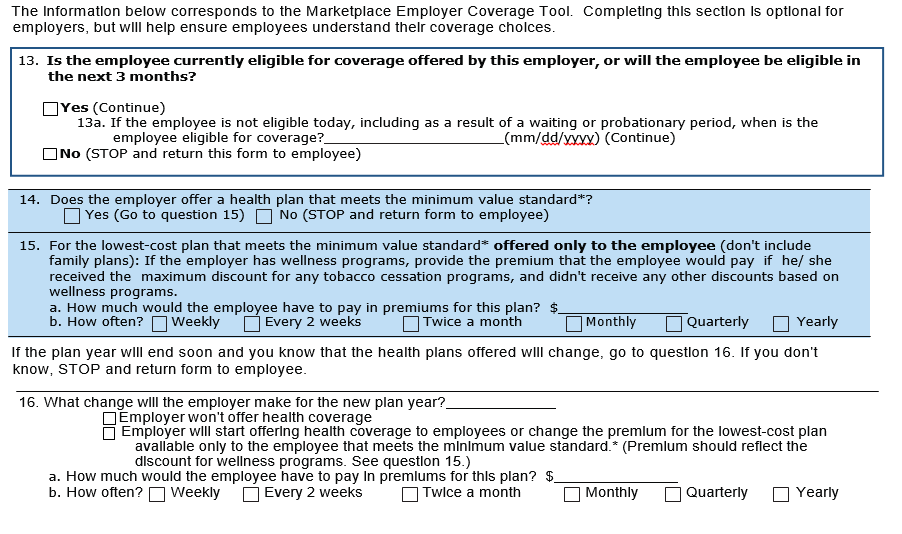 The information below corresponds to the Marketplace Employer Coverage Tool. Completing this section is optional for
employers, but will help ensure employees understand their coverage choices.
13. Is the employee currently eligible for coverage offered by this employer, or will the employee be eligible in
the next 3 months?
Yes (Continue)
13a. If the employee is not eligible today, including as a result of a waiting or probationary period, when is the
employee eligible for coverage?____________________(mm/dd/yyyy) (Continue)
No (STOP and return this form to employee)
14. Does the employer offer a health plan that meets the minimum value standard*?
Yes (Go to question 15) No (STOP and return form to employee)
15. For the lowest-cost plan that meets the minimum value standard* offered only to the employee (don't include
family plans): If the employer has wellness programs, provide the premium that the employee would pay if he/ she
received the maximum discount for any tobacco cessation programs, and didn't receive any other discounts based on
wellness programs.
a. How much would the employee have to pay in premiums for this plan? $______________
b. How often? Weekly Every 2 weeks Twice a month Monthly Quarterly Yearly
If the plan year will end soon and you know that the health plans offered will change, go to question 16. If you don't
know, STOP and return form to employee.
16. What change will the employer make for the new plan year?____________
Employer won't offer health coverage
Employer will start offering health coverage to employees or change the premium for the lowest-cost plan
available only to the employee that meets the minimum value standard.* (Premium should reflect the
discount for wellness programs. See question 15.)
a. How much would the employee have to pay in premiums for this plan? $______________
b. How often? Weekly Every 2 weeks Twice a month Monthly Quarterly Yearly